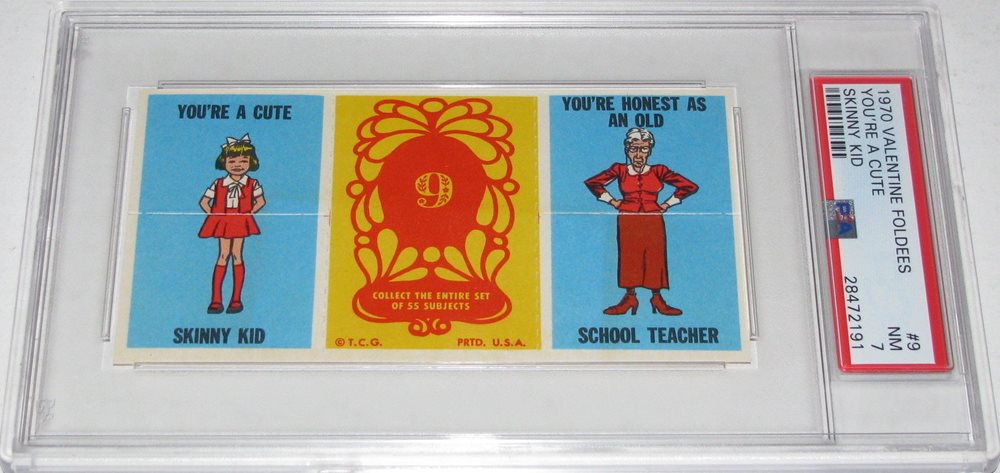 YOU'RE A CUTE
SKINNY KID
9
COLLECT THE ENTIRE SET
OF 55 SUBJECTS
© T.C.G. PRTD. U.S.A.
YOU'RE HONEST AS
AN OLD
SCHOOL TEACHER
1970 VALENTINE FOLDEES #9
YOU'RE A CUTE NM
SKINNY KID 7
PSA
28472191